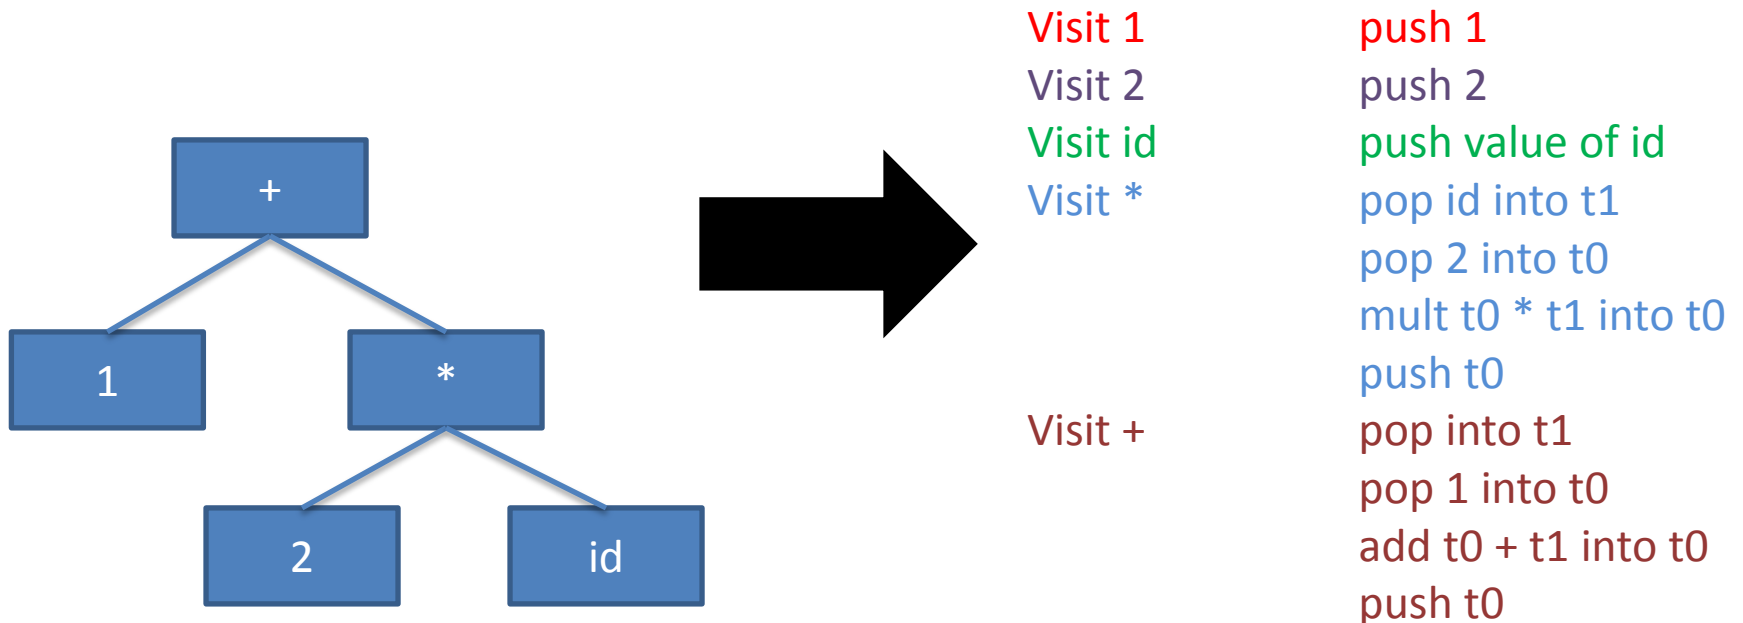 +
1 *
2 id
Visit 1 push 1
Visit 2 push 2
Visit id push value of id
Visit * pop id into t1
pop 2 into t0
mult t0 * t1 into t0
push t0
Visit + pop into t1
pop 1 into t0
add t0 + t1 into t0
push t0